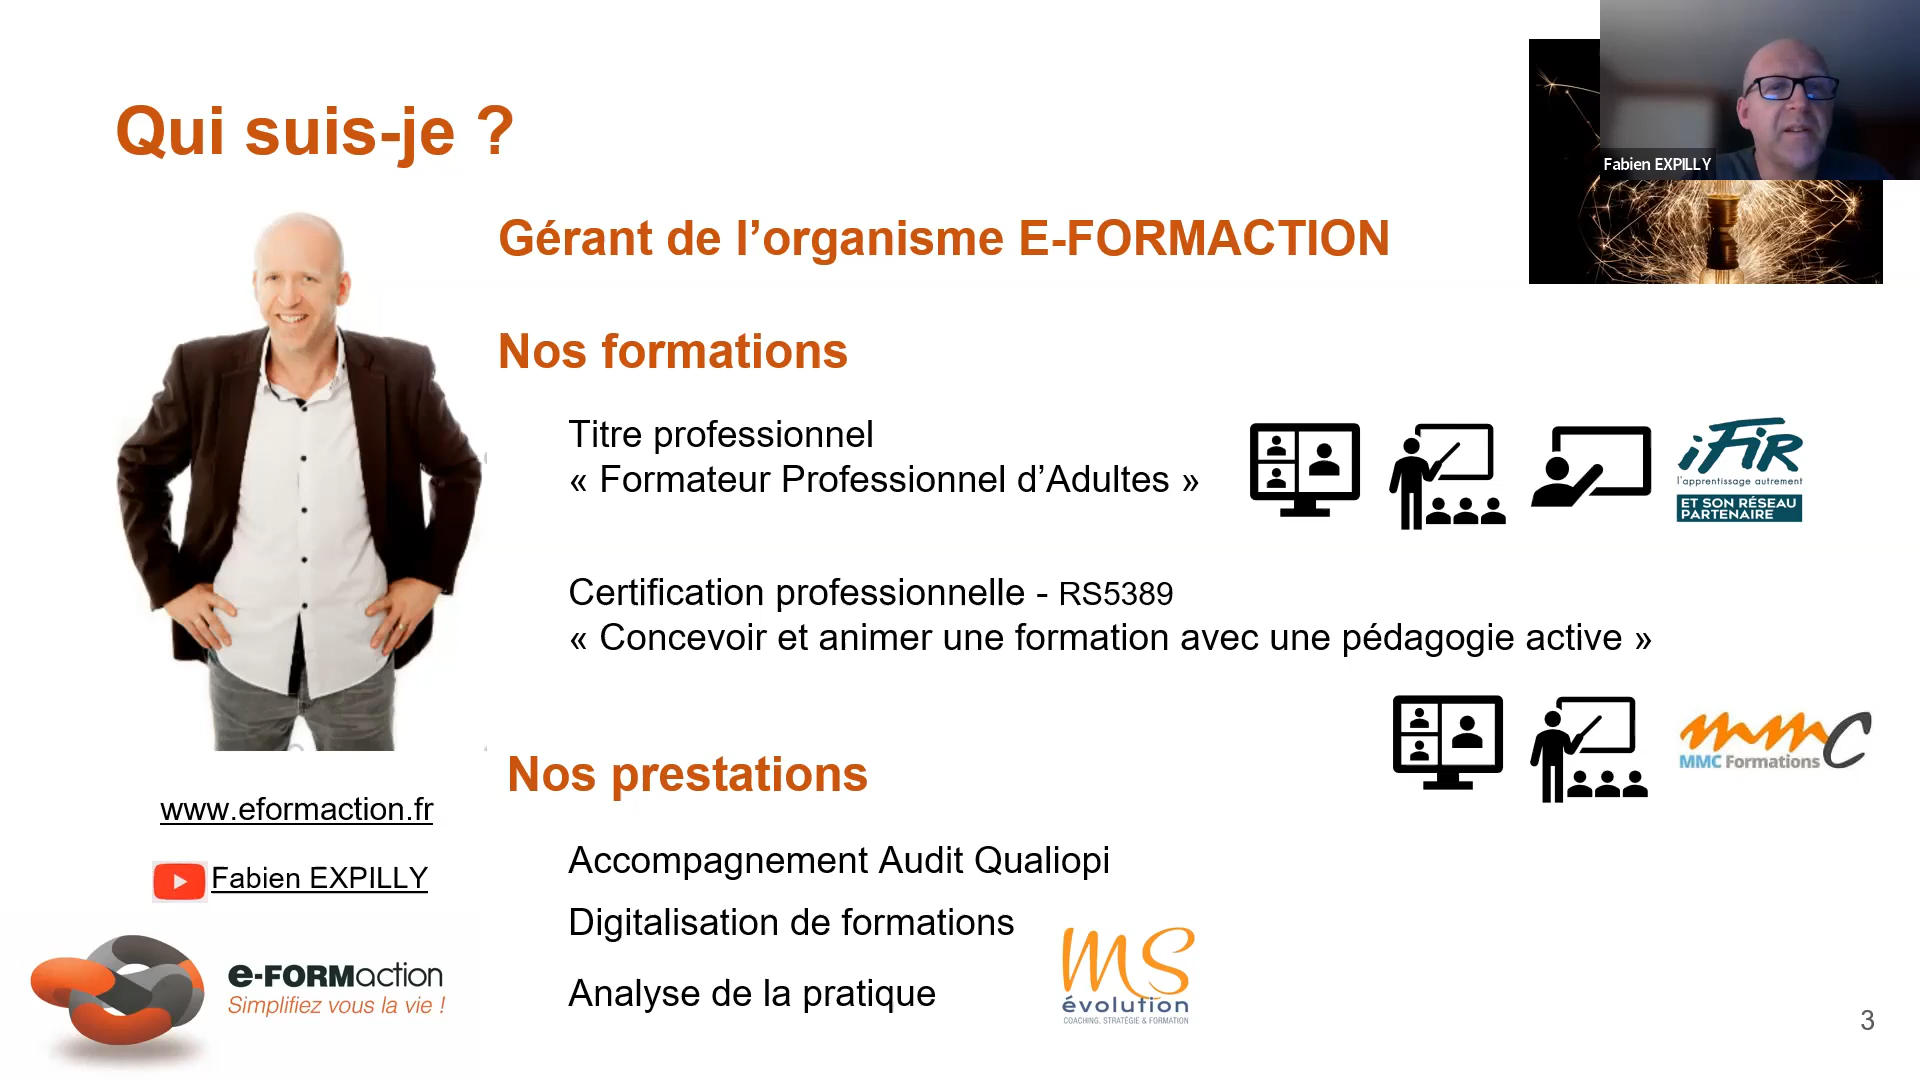 Qui suis-je ?
Fabien EXPILLY
Gérant de l’organisme E-FORMACTION
Nos formations
Titre professionnel
« Formateur Professionnel d’Adultes »
iFiR
l'apprentissage autrement
ET SON RÉSEAU
PARTENAIRE
Certification professionnelle - RS5389
« Concevoir et animer une formation avec une pédagogie active »
mmC
MMC Formations
Nos prestations
Accompagnement Audit Qualiopi
Digitalisation de formations
Analyse de la pratique
MS
évolution
COACHING, STRATÉGIE & FORMATION
www.eformaction.fr
Fabien EXPILLY
e-FORMaction
Simplifiez vous la vie !
3